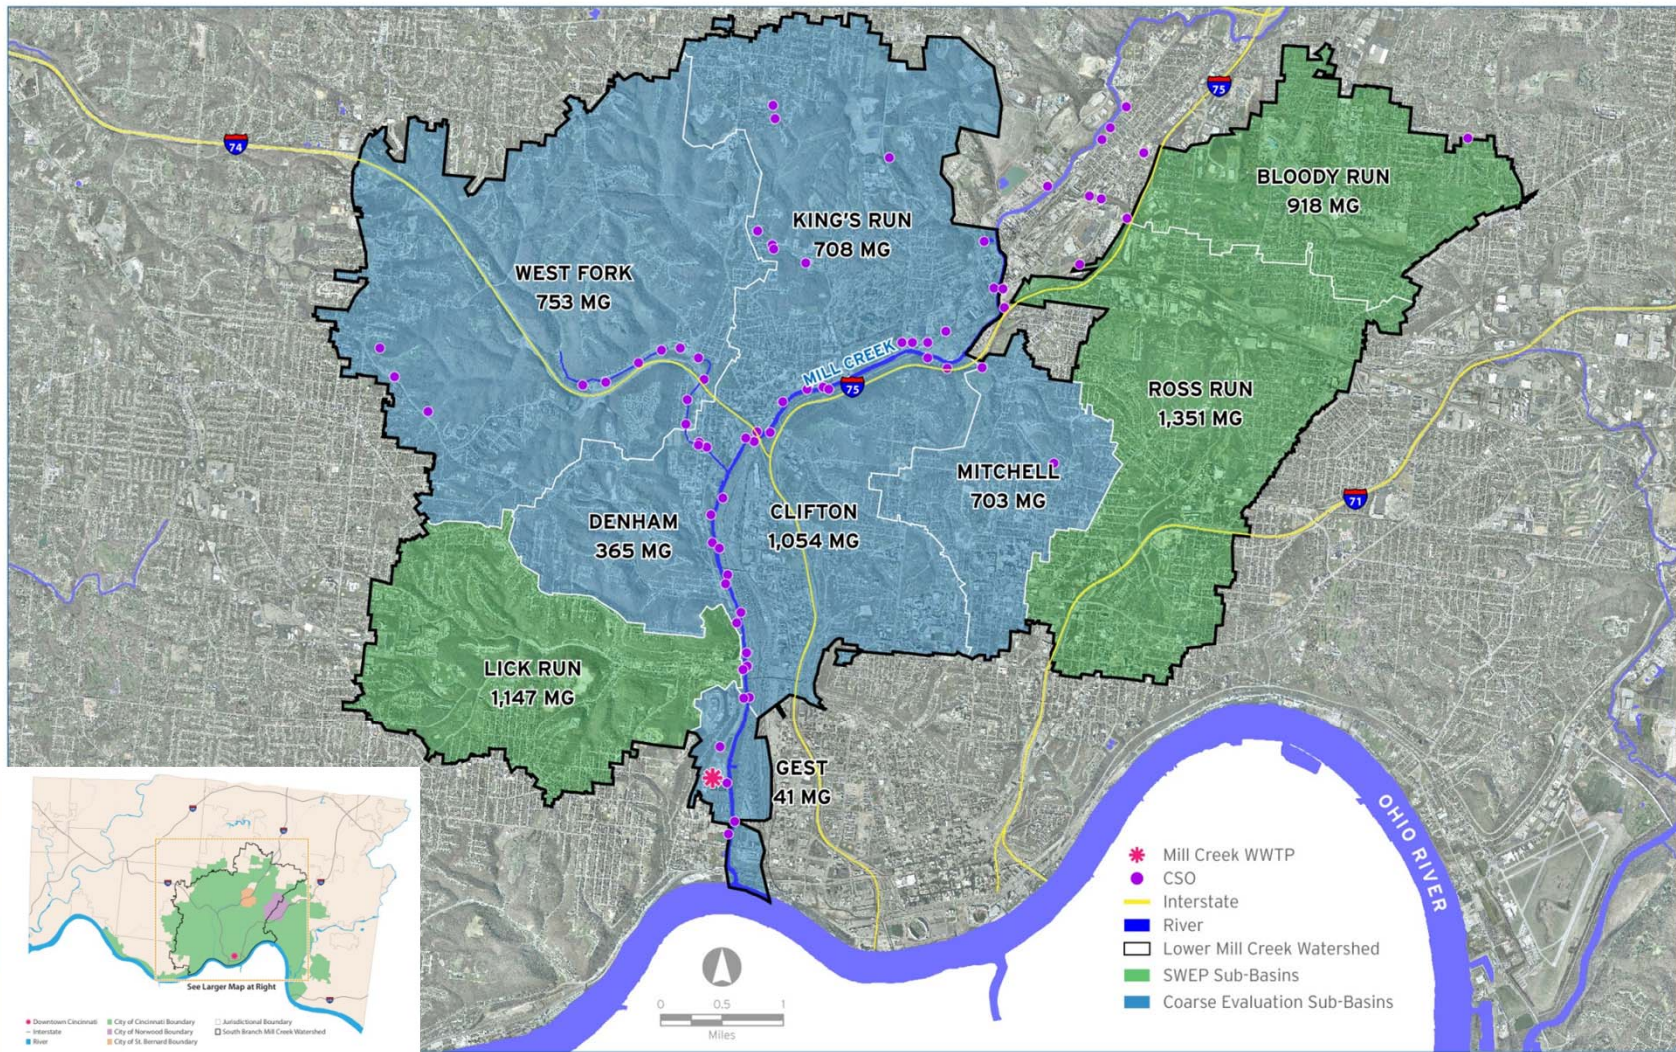 74
75
BLOODY RUN
918 MG
KING'S RUN
708 MG
WEST FORK
753 MG
MILL CREEK
75
ROSS RUN
1,351 MG
MITCHELL
703 MG
71
DENHAM
365 MG
CLIFTON
1,054 MG
LICK RUN
1,147 MG
GEST
41 MG
OHIO RIVER
Mill Creek WWTP
CSO
Interstate
River
Lower Mill Creek Watershed
SWEP Sub-Basins
Coarse Evaluation Sub-Basins
0 0.5 1
Miles
See Larger Map at Right
Downtown Cincinnati
Interstate
River
City of Cincinnati Boundary
City of Norwood Boundary
City of St. Bernard Boundary
Jurisdictional Boundary
South Branch Mill Creek Watershed